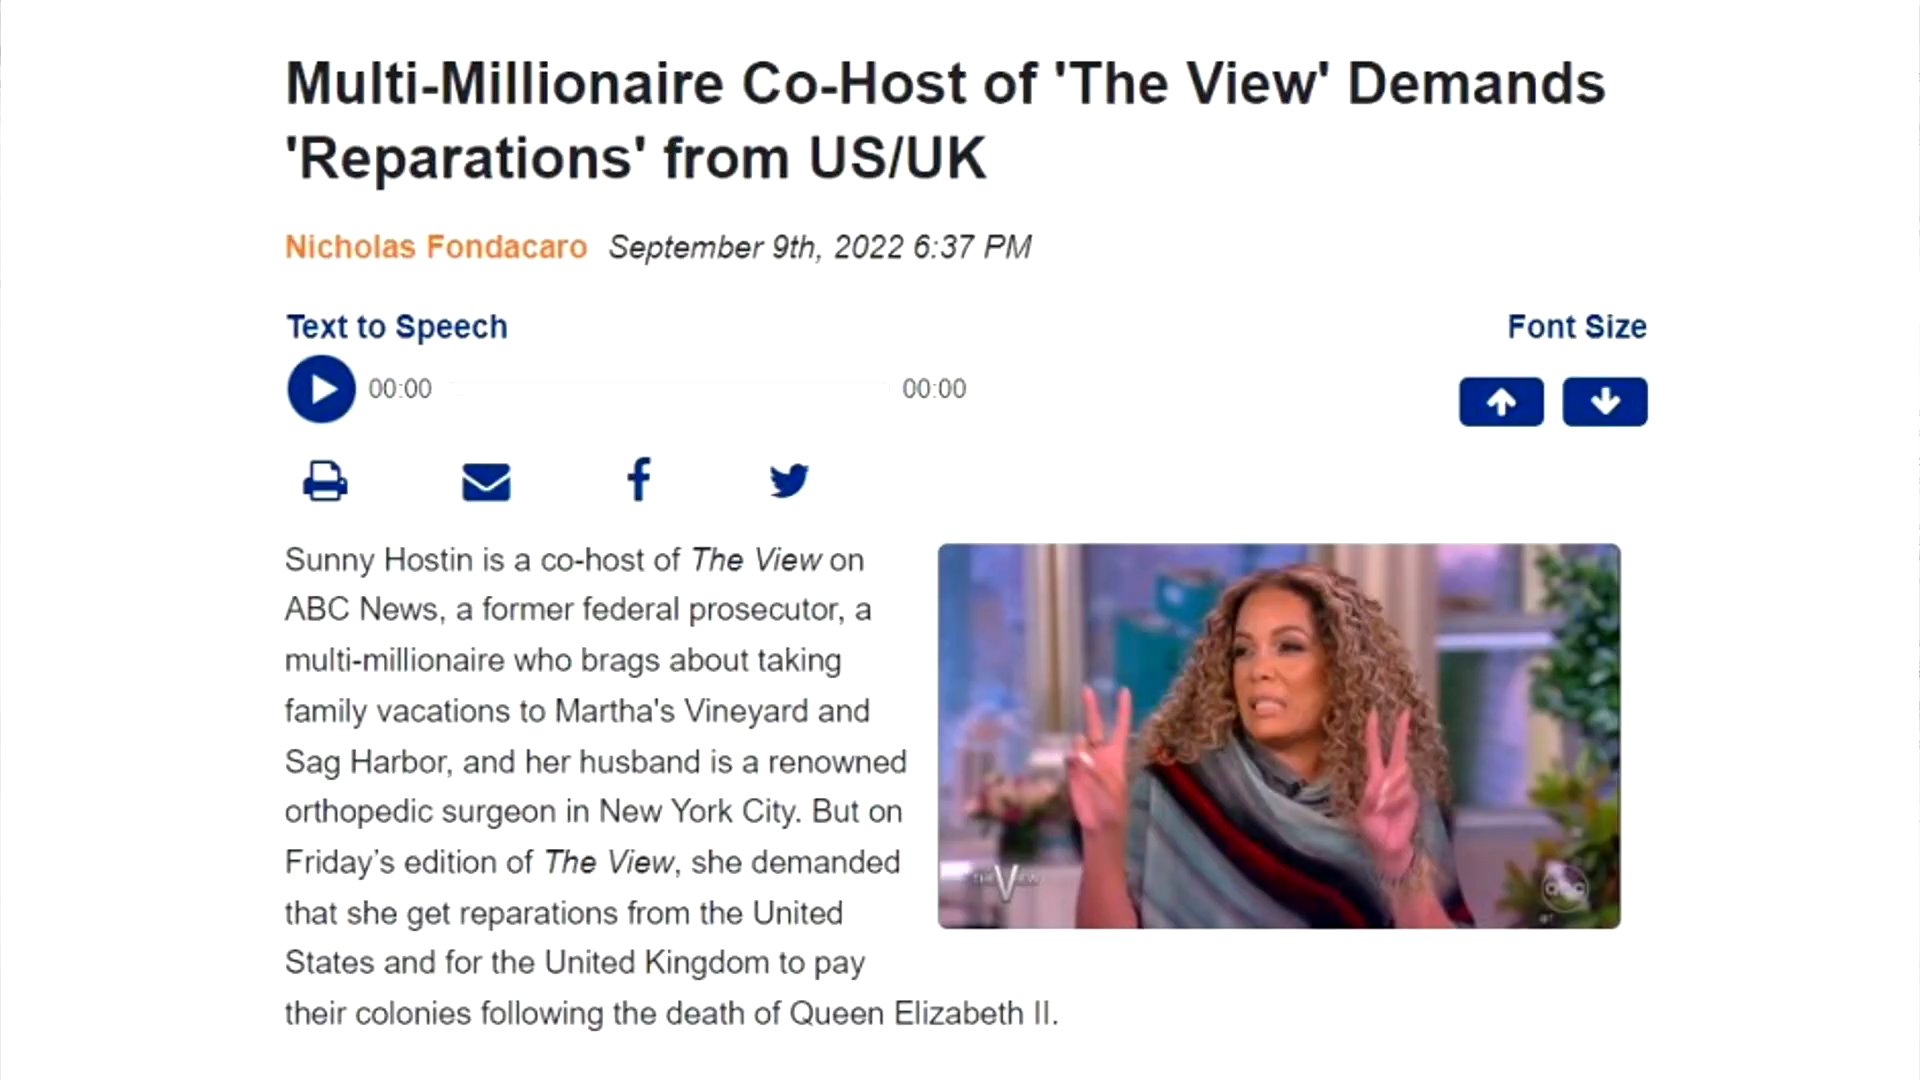 Multi-Millionaire Co-Host of 'The View' Demands
'Reparations' from US/UK
Nicholas Fondacaro September 9th, 2022 6:37 PM
Text to Speech
Font Size
00:00
00:00
Sunny Hostin is a co-host of The View on
ABC News, a former federal prosecutor, a
multi-millionaire who brags about taking
family vacations to Martha's Vineyard and
Sag Harbor, and her husband is a renowned
orthopedic surgeon in New York City. But on
Friday’s edition of The View, she demanded
that she get reparations from the United
States and for the United Kingdom to pay
their colonies following the death of Queen Elizabeth II.
THE VIEW
abc